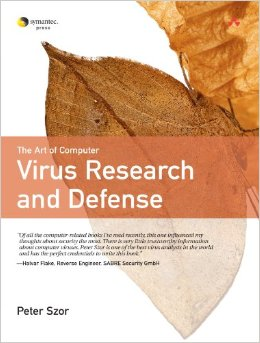 symantec.
press
The Art of Computer
Virus Research
and Defense
"Of all the computer-related books I've read recently, this one influenced my
thoughts about security the most. There is very little trustworthy information
about computer viruses. Peter Szor is one of the best virus analysts in the world
and has the perfect credentials to write this book."
—Halvar Flake, Reverse Engineer, SABRE Security GmbH
Peter Szor